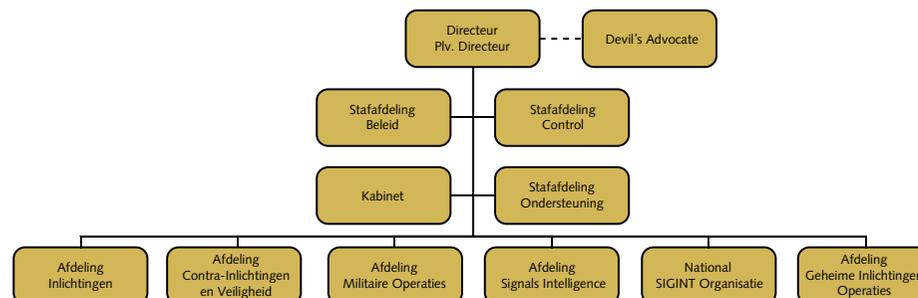 Directeur
Plv. Directeur
Devil's Advocate
Stafafdeling
Beleid
Stafafdeling
Control
Kabinet
Stafafdeling
Ondersteuning
Afdeling
Inlichtingen
Afdeling
Contra-Inlichtingen
en Veiligheid
Afdeling
Militaire Operaties
Afdeling
Signals Intelligence
National
SIGINT Organisatie
Afdeling
Geheime
Operaties